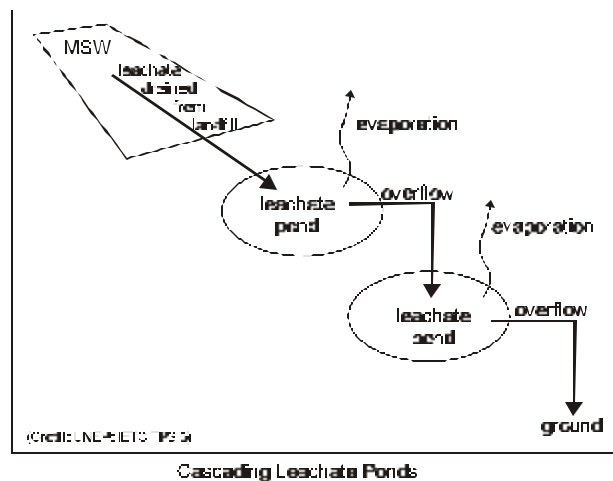 MSW
leachate
drained
from
landfill
evaporation
leachate
pond
overflow
evaporation
leachate
pond
overflow
ground
Cascading Leachate Ponds